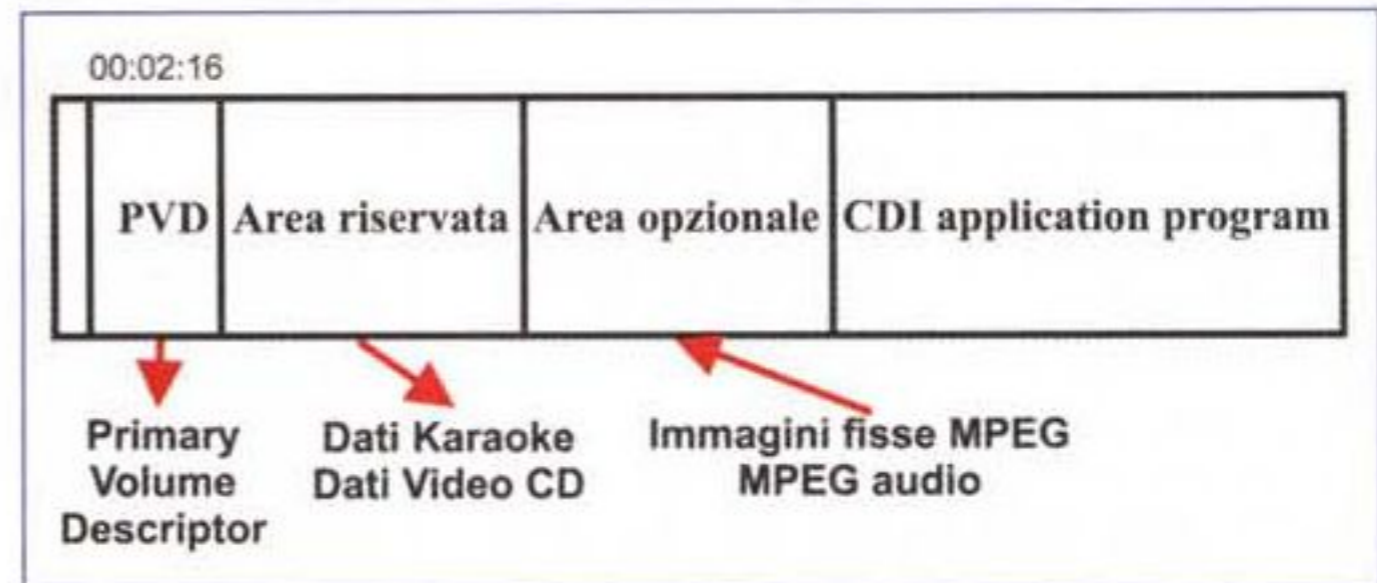 00:02:16
PVD Area riservata Area opzionale CDI application program
Primary
Volume
Descriptor
Dati Karaoke
Dati Video CD
Immagini fisse MPEG
MPEG audio